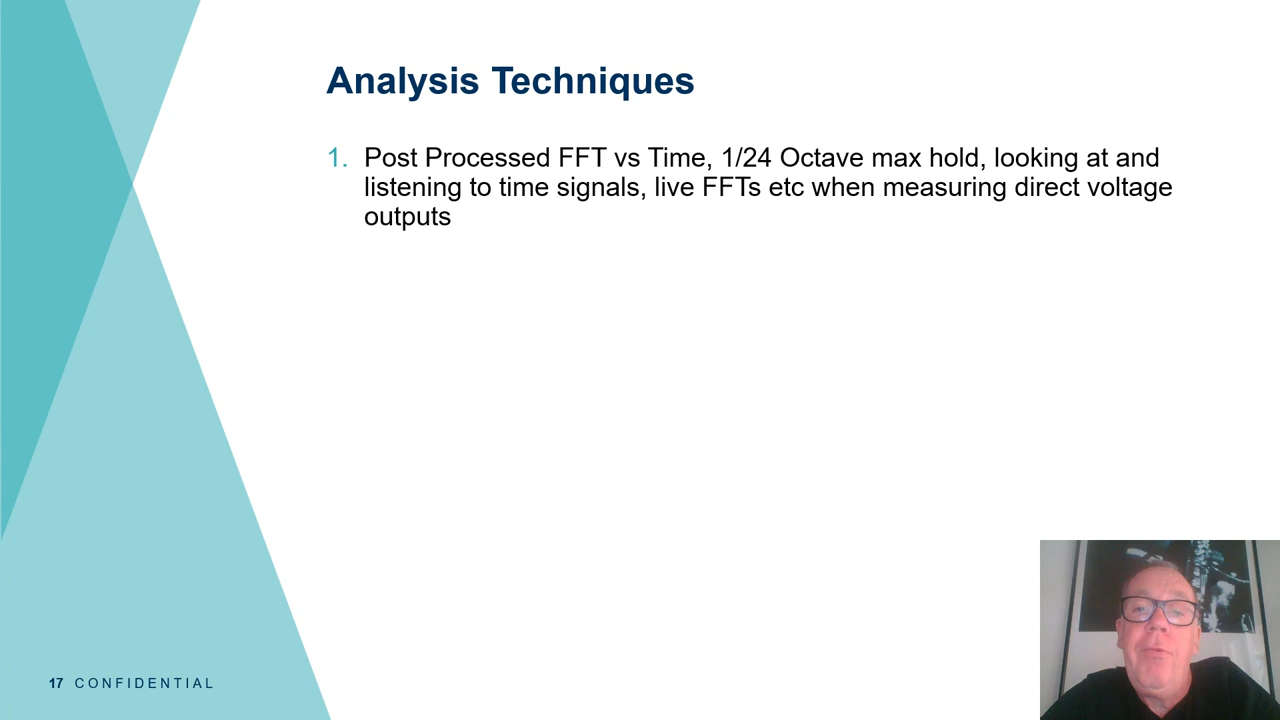 Analysis Techniques
1. Post Processed FFT vs Time, 1/24 Octave max hold, looking at and
listening to time signals, live FFTs etc when measuring direct voltage
outputs
17 CONFIDENTIAL